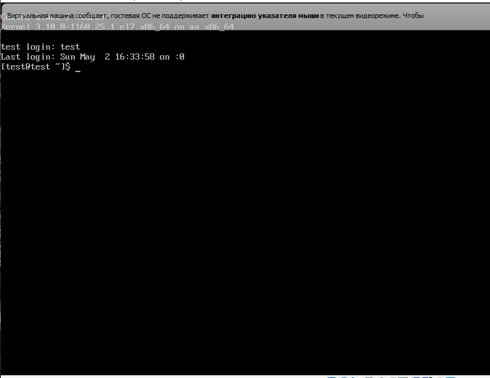 Виртуальная машина сообщает, гостевая ОС не поддерживает интеграцию указателя мыши в текущем видеорежиме. Чтобы
Kernel 3.10.0-1160.25.1.el7.x86_64 on an x86_64
test login: test
Last login: Sun May  2 16:33:58 on :0
[test@test ~]$ _